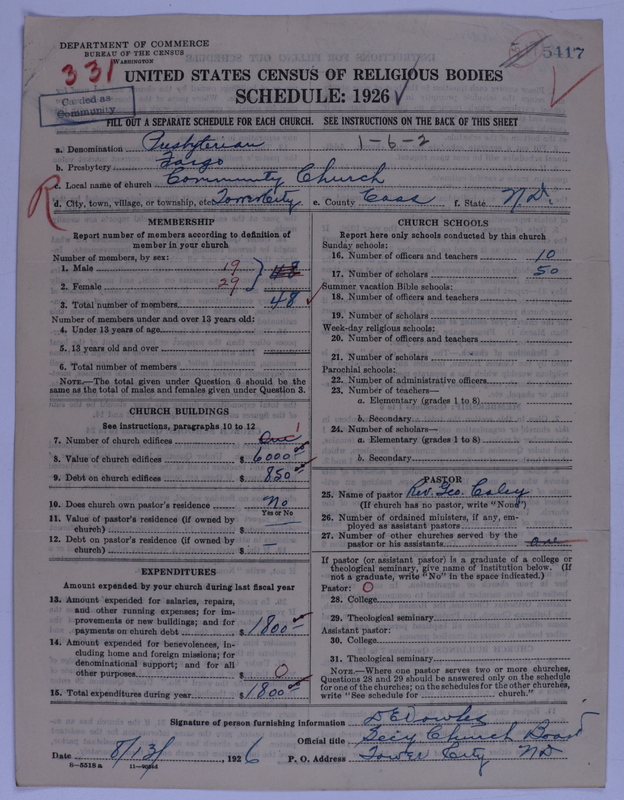 DEPARTMENT OF COMMERCE
BUREAU OF THE CENSUS
WASHINGTON
5417
331
UNITED STATES CENSUS OF RELIGIOUS BODIES
SCHEDULE: 1926
Carded as
Community
FILL OUT A SEPARATE SCHEDULE FOR EACH CHURCH. SEE INSTRUCTIONS ON THE BACK OF THIS SHEET
a. Denomination Presbyterian 1-6-2
b. Presbytery Fargo
c. Local name of church Community Church
R
d. City, town, village, or township, etc. Tower City e. County Cass f. State N.D.
MEMBERSHIP
Report number of members according to definition of
member in your church
Number of members, by sex:
1. Male 19
48
2. Female 29
3. Total number of members 48
Number of members under and over 13 years old:
4. Under 13 years of age
5. 13 years old and over
6. Total number of members
NOTE.—The total given under Question 6 should be the
same as the total of males and females given under Question 3.
CHURCH BUILDINGS
See instructions, paragraphs 10 to 12
7. Number of church edifices One 1
8. Value of church edifices $ 6000 00
9. Debt on church edifices $ 850 00
10. Does church own pastor's residence No
Yes or No
11. Value of pastor's residence (if owned by
church) $ —
12. Debt on pastor's residence (if owned by
church) $ —
EXPENDITURES
Amount expended by your church during last fiscal year
13. Amount expended for salaries, repairs,
and other running expenses; for im-
provements or new buildings; and for
payments on church debt $ 1800 00
14. Amount expended for benevolences, in-
cluding home and foreign missions; for
denominational support; and for all
other purposes $ 0
15. Total expenditures during year $ 1800 00
CHURCH SCHOOLS
Report here only schools conducted by this church
Sunday schools:
16. Number of officers and teachers 10
17. Number of scholars 50
Summer vacation Bible schools:
18. Number of officers and teachers
19. Number of scholars
Week-day religious schools:
20. Number of officers and teachers
21. Number of scholars
Parochial schools:
22. Number of administrative officers
23. Number of teachers—
a. Elementary (grades 1 to 8)
b. Secondary
24. Number of scholars—
a. Elementary (grades 1 to 8)
b. Secondary
PASTOR
25. Name of pastor Rev. Geo. Caley
(If church has no pastor, write "None")
26. Number of ordained ministers, if any, em-
ployed as assistant pastors
27. Number of other churches served by the
pastor or his assistants one
If pastor (or assistant pastor) is a graduate of a college or
theological seminary, give name of institution below. (If
not a graduate, write "No" in the space indicated.)
Pastor: 0
28. College
29. Theological seminary
Assistant pastor:
30. College
31. Theological seminary
NOTE.—Where one pastor serves two or more churches,
Questions 28 and 29 should be answered only on the schedule
for one of the churches; on the schedules for the other churches,
write "See schedule for church."
Signature of person furnishing information
Official title Secy Church Board
Date 8/13/, 1926
P. O. Address Tower City ND
8—5518 a